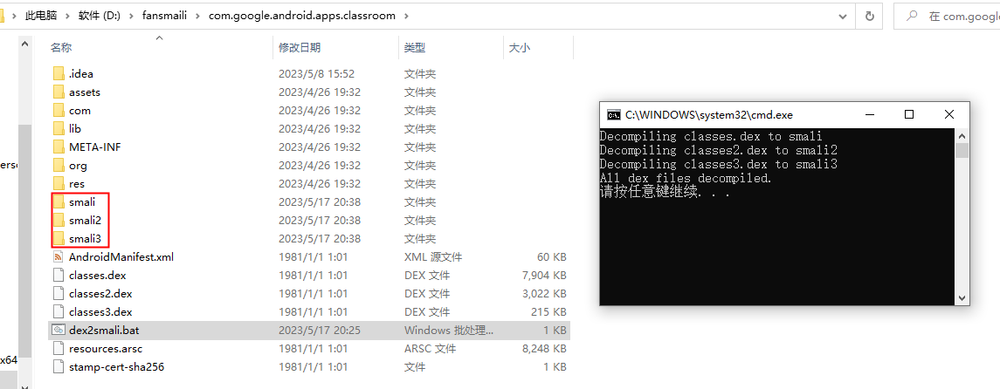 此电脑 > 软件 (D:) > fansmaili > com.google.android.apps.classroom >
在 com.google
名称 修改日期 类型 大小
.idea 2023/5/8 15:52 文件夹
assets 2023/4/26 19:32 文件夹
com 2023/4/26 19:32 文件夹
lib 2023/4/26 19:32 文件夹
META-INF 2023/4/26 19:32 文件夹
org 2023/4/26 19:32 文件夹
res 2023/4/26 19:32 文件夹
smali 2023/5/17 20:38 文件夹
smali2 2023/5/17 20:38 文件夹
smali3 2023/5/17 20:38 文件夹
AndroidManifest.xml 1981/1/1 1:01 XML 源文件 60 KB
classes.dex 1981/1/1 1:01 DEX 文件 7,904 KB
classes2.dex 1981/1/1 1:01 DEX 文件 3,022 KB
classes3.dex 1981/1/1 1:01 DEX 文件 215 KB
dex2smali.bat 2023/5/17 20:25 Windows 批处理... 1 KB
resources.arsc 1981/1/1 1:01 ARSC 文件 8,248 KB
stamp-cert-sha256 1981/1/1 1:01 文件 1 KB
x64
C:\WINDOWS\system32\cmd.exe
Decompiling classes.dex to smali
Decompiling classes2.dex to smali2
Decompiling classes3.dex to smali3
All dex files decompiled.
请按任意键继续. . .